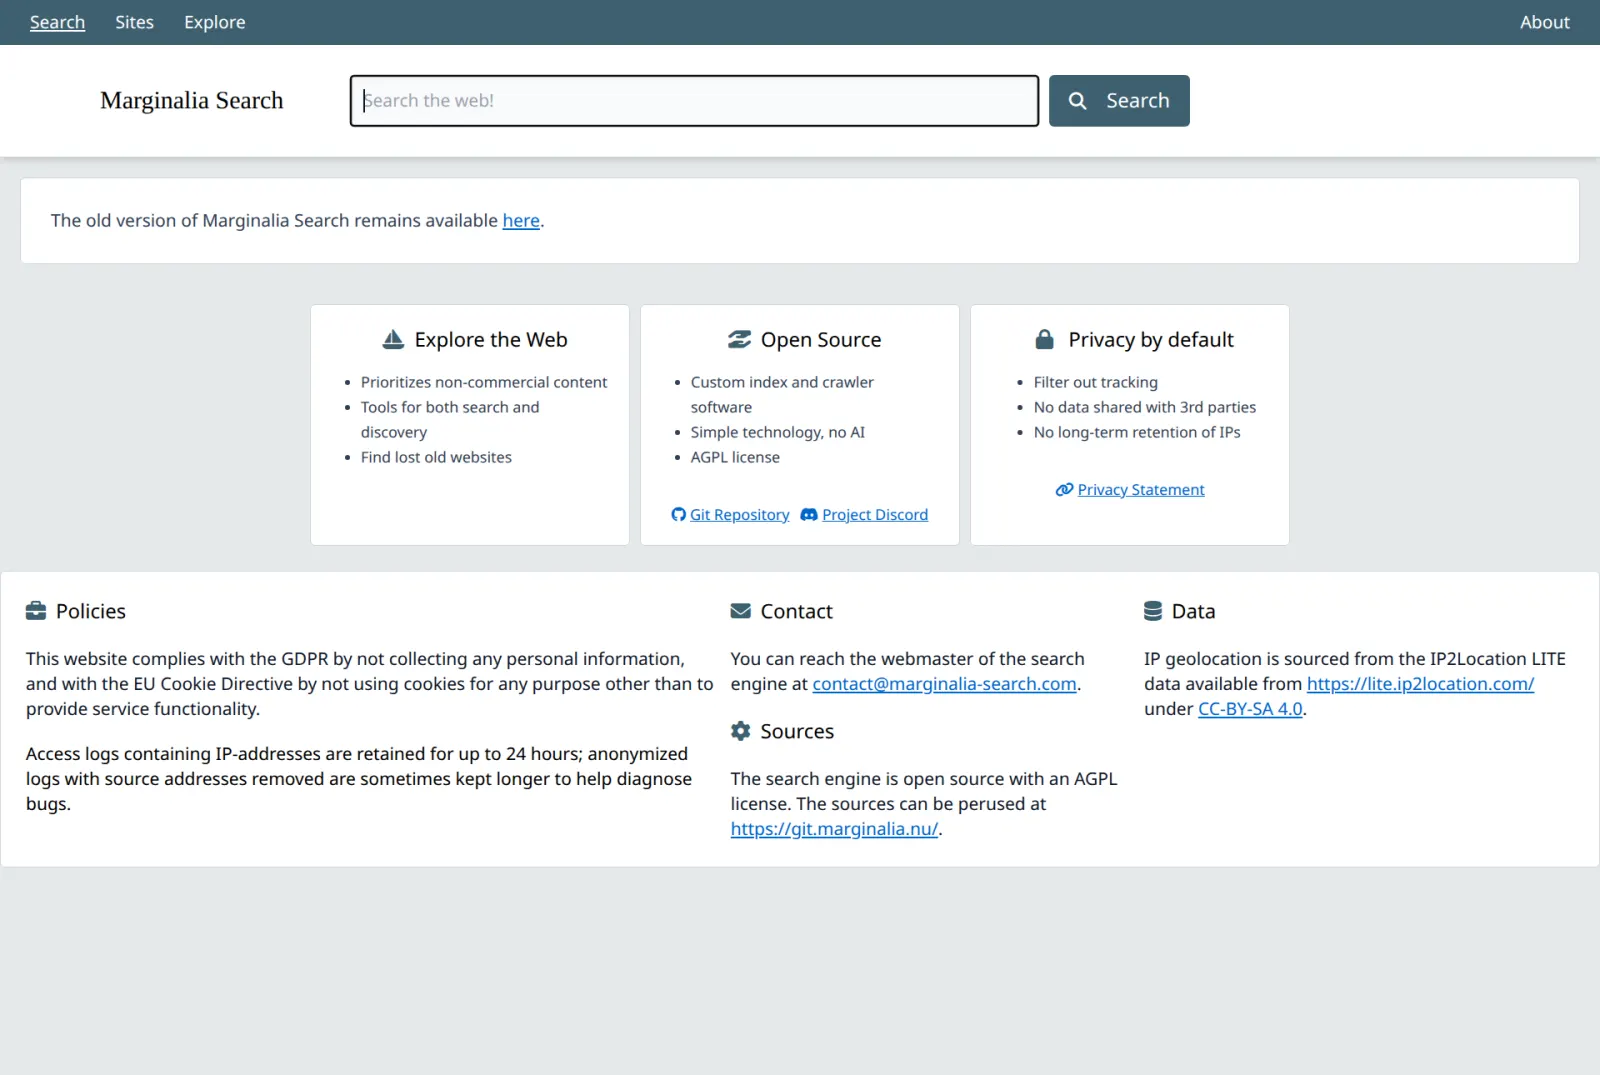 Search Sites Explore About
Marginalia Search
Search the web!
Search
The old version of Marginalia Search remains available here.
Explore the Web
Prioritizes non-commercial content
Tools for both search and
discovery
Find lost old websites
Open Source
Custom index and crawler
software
Simple technology, no AI
AGPL license
Git Repository Project Discord
Privacy by default
Filter out tracking
No data shared with 3rd parties
No long-term retention of IPs
Privacy Statement
Policies
This website complies with the GDPR by not collecting any personal information,
and with the EU Cookie Directive by not using cookies for any purpose other than to
provide service functionality.
Access logs containing IP-addresses are retained for up to 24 hours; anonymized
logs with source addresses removed are sometimes kept longer to help diagnose
bugs.
Contact
You can reach the webmaster of the search
engine at contact@marginalia-search.com.
Sources
The search engine is open source with an AGPL
license. The sources can be perused at
https://git.marginalia.nu/.
Data
IP geolocation is sourced from the IP2Location LITE
data available from https://lite.ip2location.com/
under CC-BY-SA 4.0.